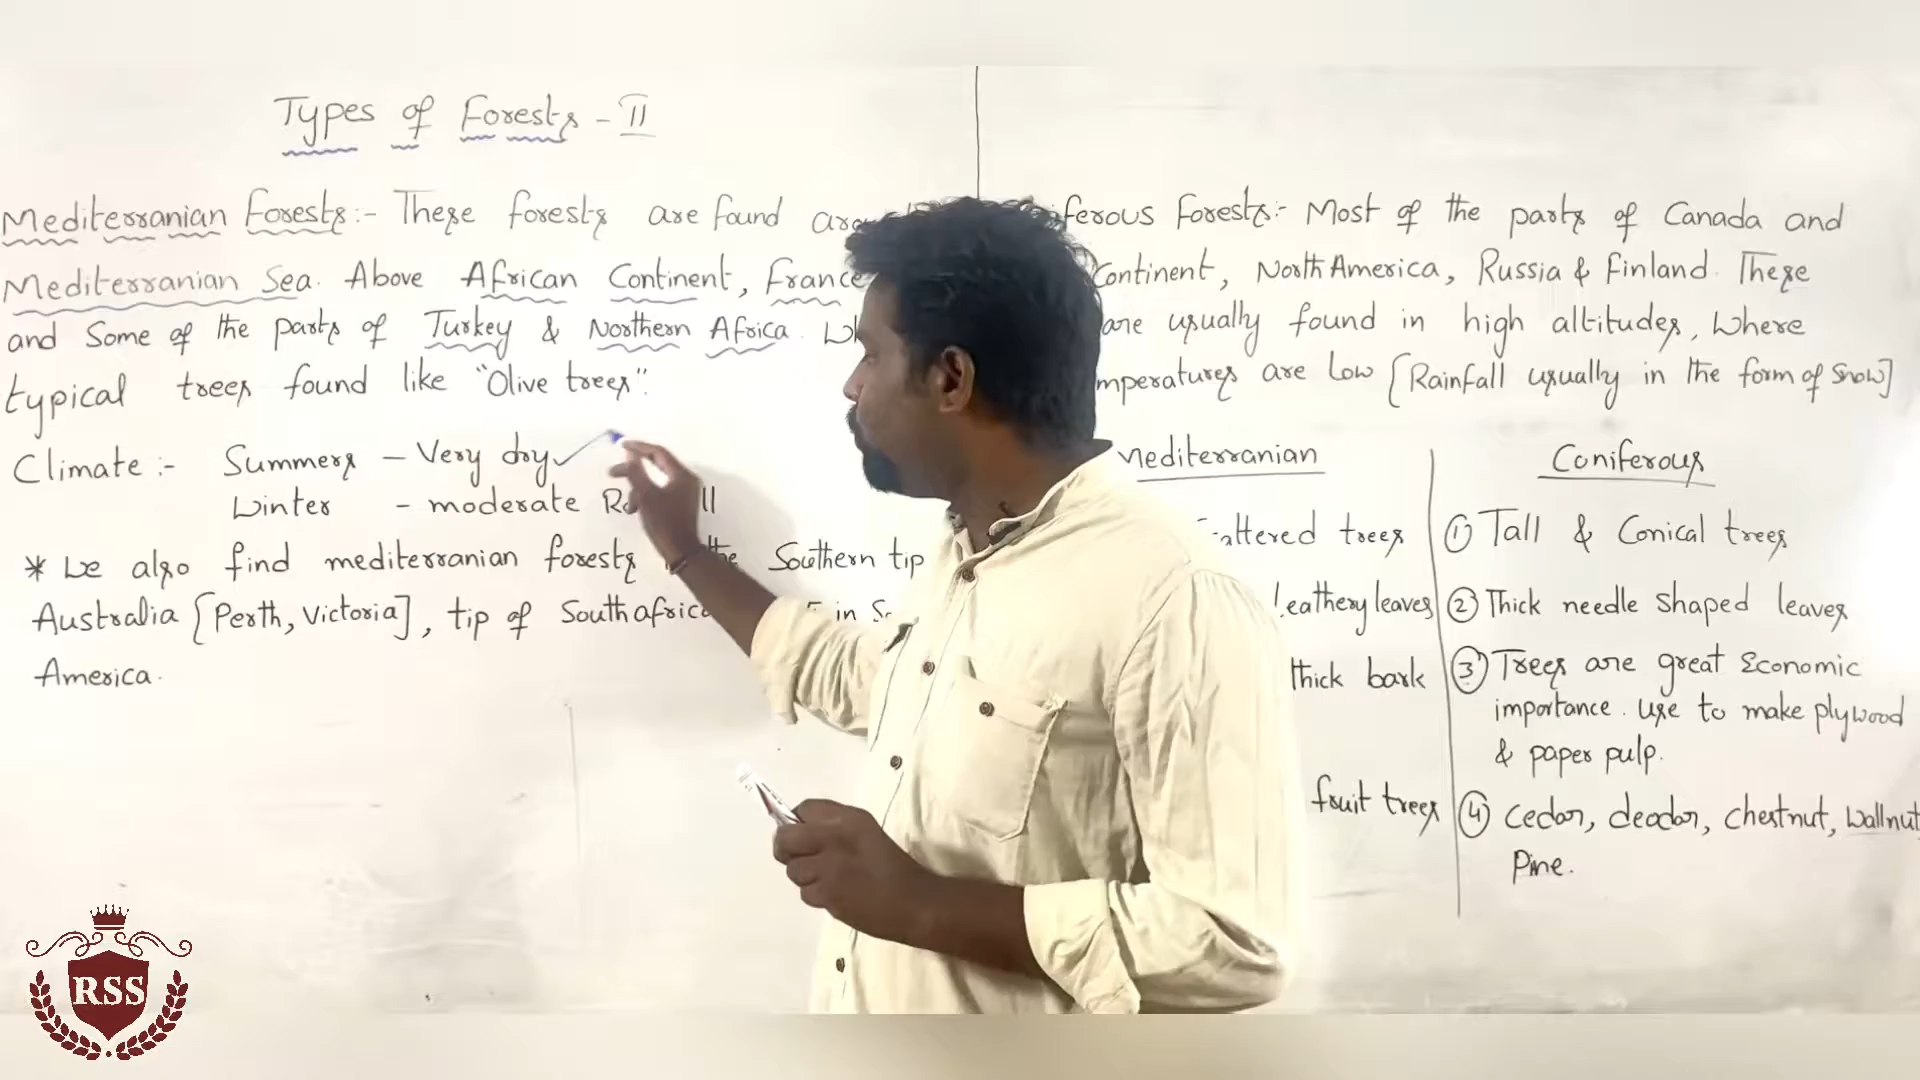 Types of Forests - II
Mediterranian Forests:- These forests are found
Mediterranian Sea. Above African Continent, France
and Some of the parts of Turkey & Northern Africa.
typical trees found like "Olive trees".
Climate:- Summers - Very dry
Winter - moderate
* We also find mediterranian forests the Southern tip
Australia [Perth, Victoria], tip of South africa in
America.
Forests:- Most of the parts of Canada and
Continent, North America, Russia & Finland. These
are usually found in high altitudes, Where
are low [Rainfall usually in the form of Snow]
Mediterranian
trees
leathery leaves
thick bark
fruit trees
Coniferous
① Tall & Conical trees
② Thick needle shaped leaves
③ Trees are great Economic
importance. use to make plywood
& paper pulp.
④ Cedar, deodar, chestnut, wallnut
Pine.
RSS